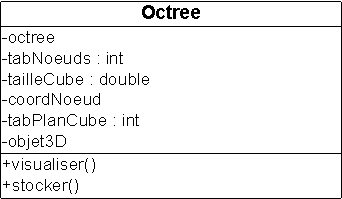 Octree
-octree
-tabNoeuds : int
-tailleCube : double
-coordNoeud
-tabPlanCube : int
-objet3D
+visualiser()
+stocker()